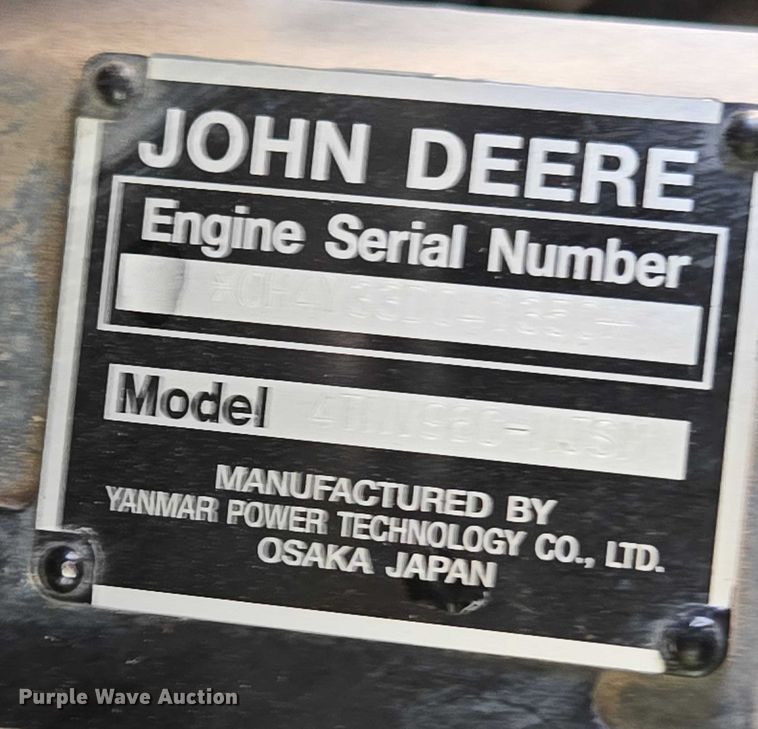 JOHN DEERE
Engine Serial Number
Model
MANUFACTURED BY
YANMAR POWER TECHNOLOGY CO., LTD.
OSAKA JAPAN
Purple Wave Auction